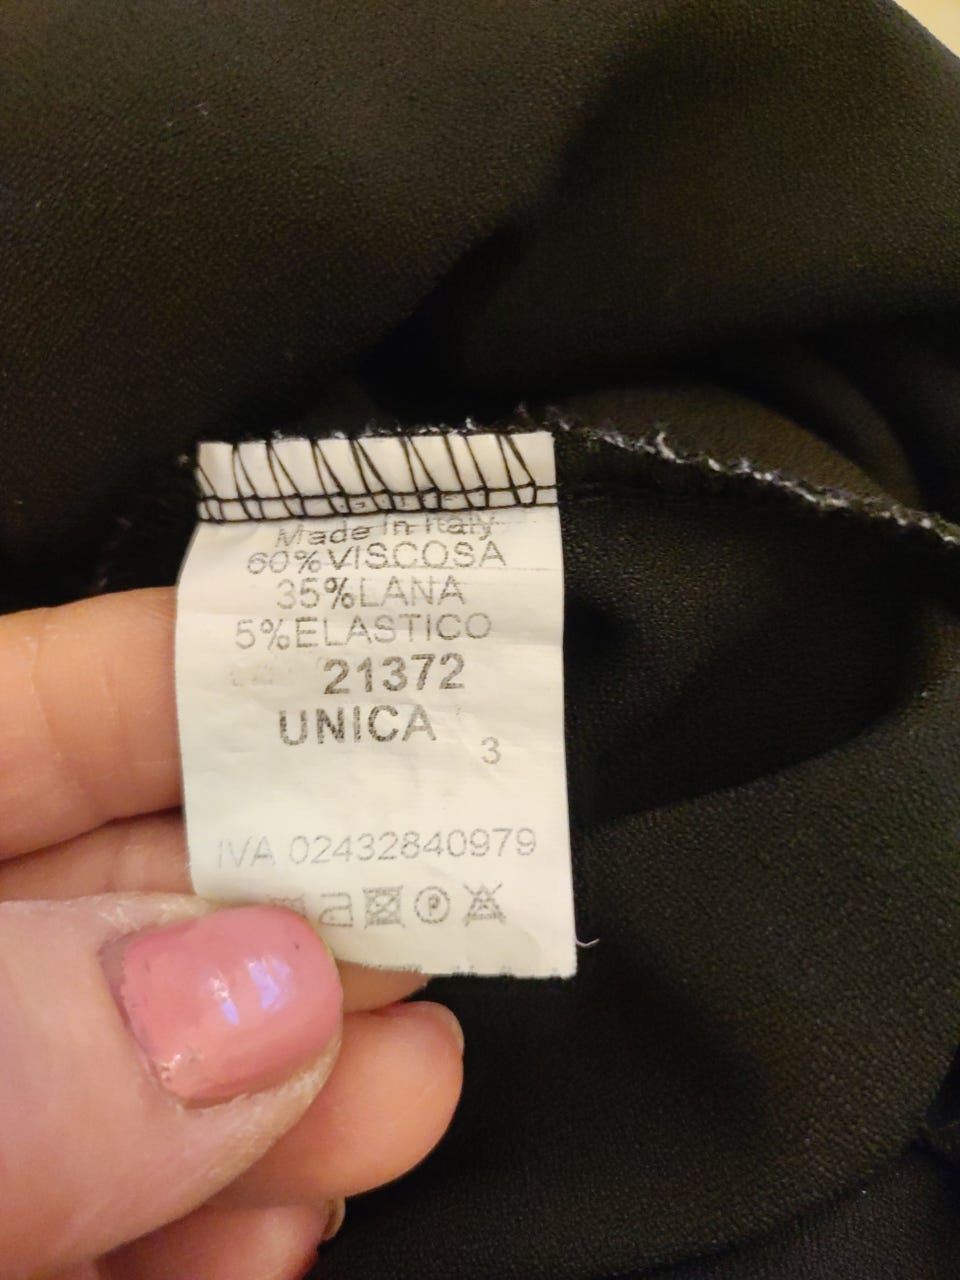 Made In Italy
60%VISCOSA
35%LANA
5%ELASTICO
21372
UNICA
3
IVA 02432840979
P